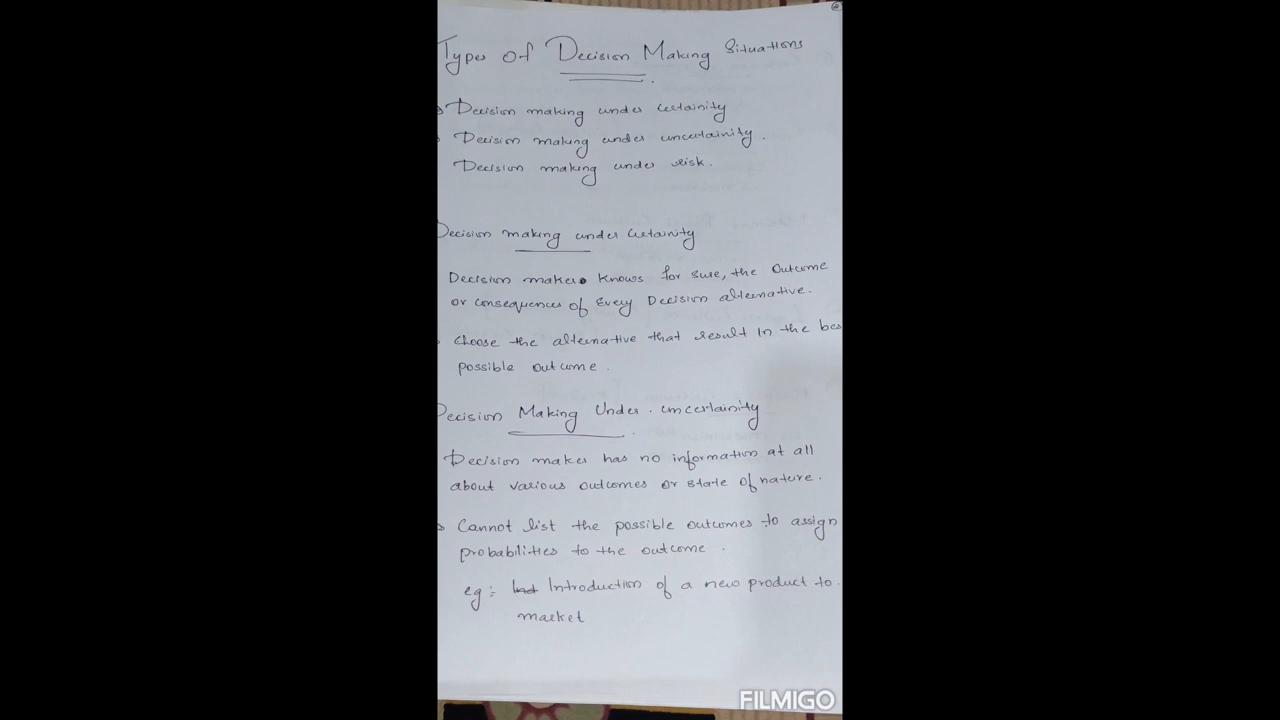 Types of Decision Making Situations
Decision making under certainity
Decision making under uncertainity.
Decision making under risk.
Decision making under certainity
Decision maker knows for sure, the outcome
or consequences of every Decision alternative.
Choose the alternative that result in the bes
possible outcome.
Decision Making Under uncertainity
Decision maker has no information at all
about various outcomes or state of nature.
Cannot list the possible outcomes to assign
probabilities to the outcome.
eg:- Introduction of a new product to
market
FILMIGO